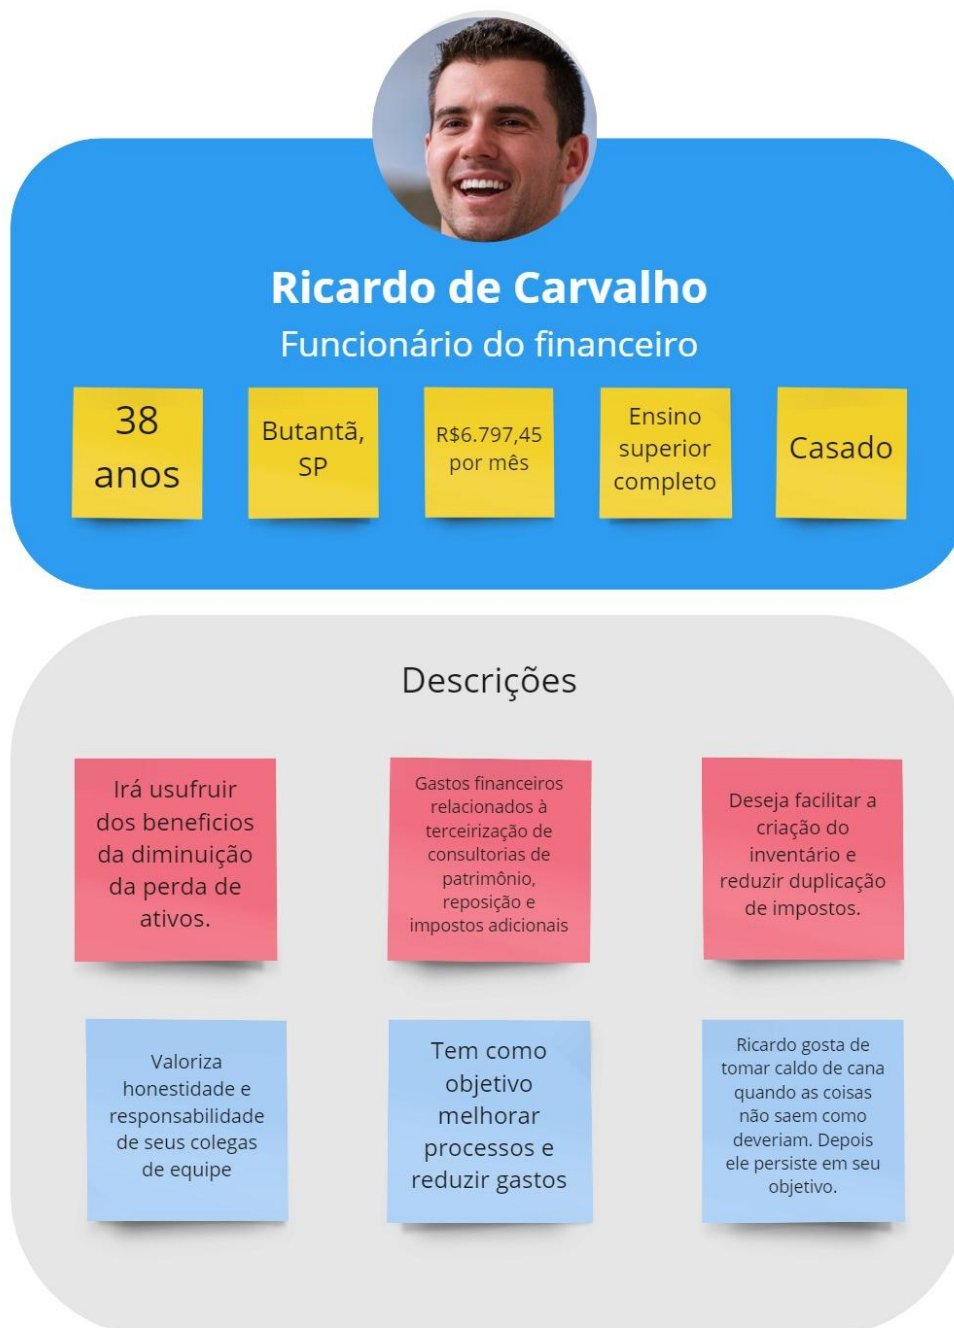 Ricardo de Carvalho
Funcionário do financeiro
38
anos
Butantã,
SP
R$6.797,45
por mês
Ensino
superior
completo
Casado
Descrições
Irá usufruir
dos beneficios
da diminuição
da perda de
ativos.
Gastos financeiros
relacionados à
terceirização de
consultorias de
patrimônio,
reposição e
impostos adicionais
Deseja facilitar a
criação do
inventário e
reduzir duplicação
de impostos.
Valoriza
honestidade e
responsabilidade
de seus colegas
de equipe
Tem como
objetivo
melhorar
processos e
reduzir gastos
Ricardo gosta de
tomar caldo de cana
quando as coisas
não saem como
deveriam. Depois
ele persiste em seu
objetivo.